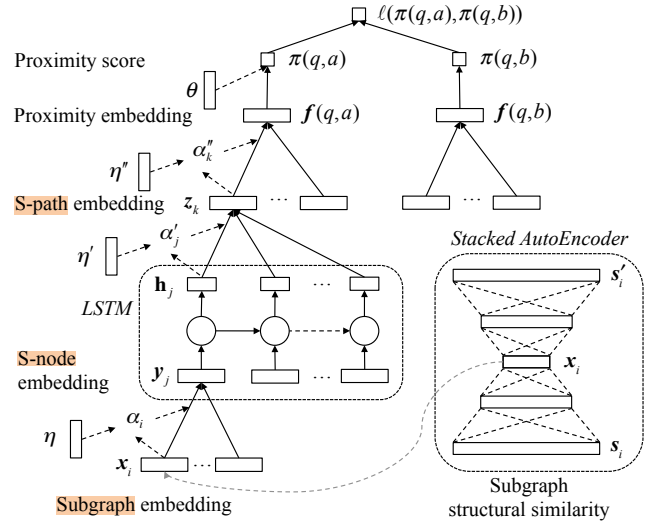 ℓ(π(q,a),π(q,b))
Proximity score
π(q,a)
π(q,b)
θ
Proximity embedding
f(q,a)
f(q,b)
η″
α″ₖ
S-path embedding
zₖ
...
...
η′
α′ⱼ
Stacked AutoEncoder
LSTM
hⱼ
...
s′ᵢ
S-node
embedding
yⱼ
...
xᵢ
η
αᵢ
xᵢ
...
sᵢ
Subgraph embedding
Subgraph
structural similarity